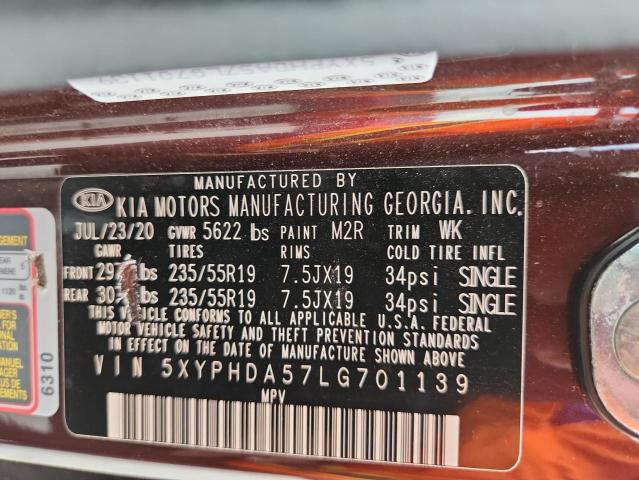 KIA
MANUFACTURED BY
KIA MOTORS MANUFACTURING GEORGIA. INC.
JUL/23/20 GVWR 5622 lbs PAINT M2R TRIM WK
GAWR TIRES RIMS COLD TIRE INFL
FRONT lbs 235/55R19 7.5JX19 34psi SINGLE
REAR lbs 235/55R19 7.5JX19 34psi SINGLE
THIS VEHICLE CONFORMS TO ALL APPLICABLE U.S.A. FEDERAL
MOTOR VEHICLE SAFETY AND THEFT PREVENTION STANDARDS
IN EFFECT ON THE DATE OF MANUFACTURE SHOWN ABOVE
VIN 5XYPHDA57LG701139
MPV
6310